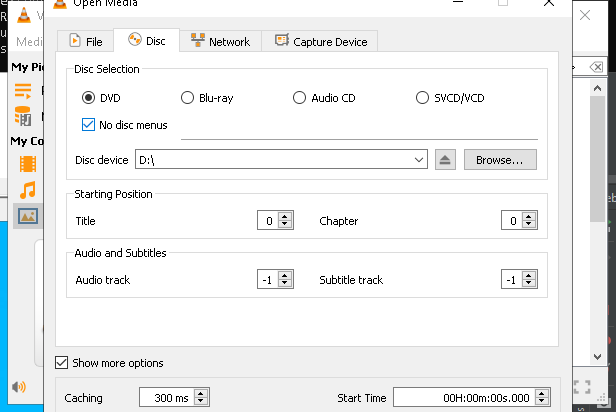 Open Media
Medi
File
Disc
Network
Capture Device
My Pi
My Co
Disc Selection
DVD
Blu-ray
Audio CD
SVCD/VCD
No disc menus
Disc device
D:\
Browse...
Starting Position
Title
0
Chapter
0
Audio and Subtitles
Audio track
-1
Subtitle track
-1
Show more options
Caching
300 ms
Start Time
00H:00m:00s.000